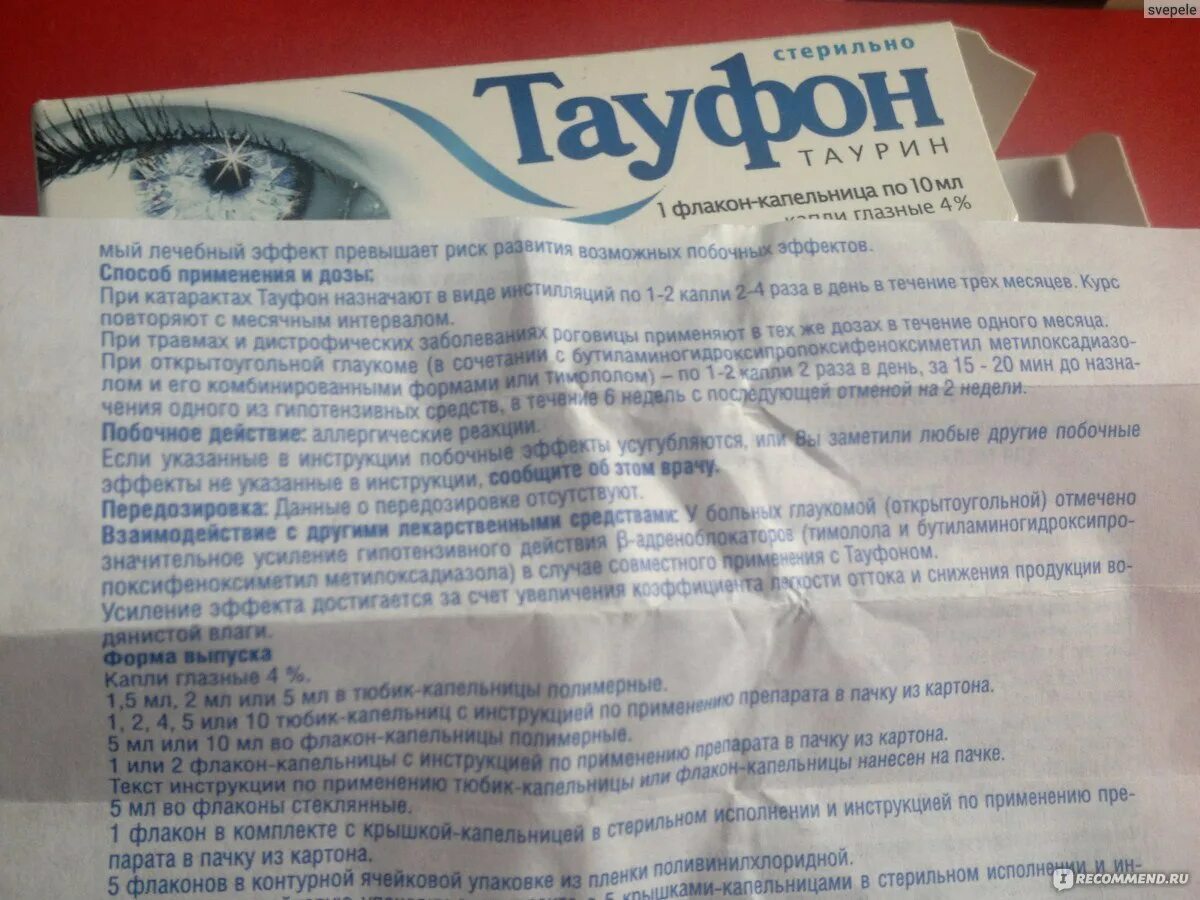 svepele
стерильно
Тауфон
ТАУРИН
1 флакон-капельница по 10 мл
капли глазные 4%
мый лечебный эффект превышает риск развития возможных побочных эффектов.
Способ применения и дозы:
При катарактах Тауфон назначают в виде инстилляций по 1-2 капли 2-4 раза в день в течение трех месяцев. Курс
повторяют с месячным интервалом.
При травмах и дистрофических заболеваниях роговицы применяют в тех же дозах в течение одного месяца.
При открытоугольной глаукоме (в сочетании с бутиламиногидроксипропоксифеноксиметил метилоксадиазо-
лом и его комбинированными формами или тимололом) – по 1-2 капли 2 раза в день, за 15 - 20 мин до назна-
чения одного из гипотензивных средств, в течение 6 недель с последующей отменой на 2 недели.
Побочное действие: аллергические реакции.
Если указанные в инструкции побочные эффекты усугубляются, или Вы заметили любые другие побочные
эффекты не указанные в инструкции, сообщите об этом врачу.
Передозировка: Данные о передозировке отсутствуют.
Взаимодействие с другими лекарственными средствами: У больных глаукомой (открытоугольной) отмечено
значительное усиление гипотензивного действия β-адреноблокаторов (тимолола и бутиламиногидроксипро-
поксифеноксиметил метилоксадиазола) в случае совместного применения с Тауфоном.
Усиление эффекта достигается за счет увеличения коэффициента легкости оттока и снижения продукции во-
дянистой влаги.
Форма выпуска
Капли глазные 4 %.
1,5 мл, 2 мл или 5 мл в тюбик-капельницы полимерные.
1, 2, 4, 5 или 10 тюбик-капельниц с инструкцией по применению препарата в пачку из картона.
5 мл или 10 мл во флакон-капельницы полимерные.
1 или 2 флакон-капельницы с инструкцией по применению препарата в пачку из картона.
Текст инструкции по применению тюбик-капельницы или флакон-капельницы нанесен на пачке.
5 мл во флаконы стеклянные.
1 флакон в комплекте с крышкой-капельницей в стерильном исполнении и инструкцией по применению пре-
парата в пачку из картона.
5 флаконов в контурной ячейковой упаковке из пленки поливинилхлоридной.
5 крышками-капельницами в стерильном исполнении и ин-
IRECOMMEND.RU